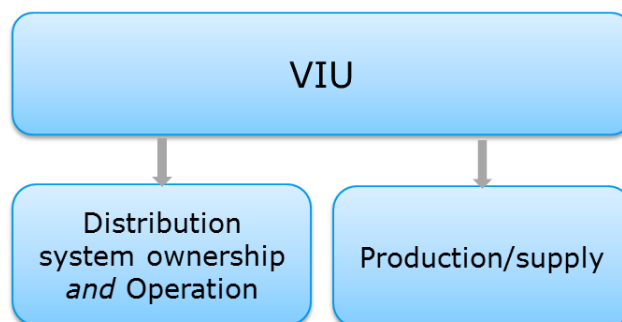 VIU
Distribution
system ownership
and Operation
Production/supply